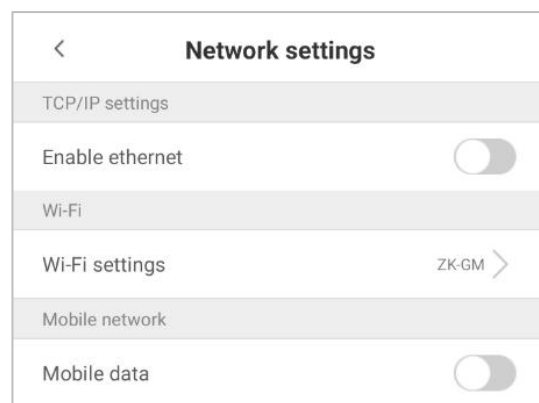 Network settings
TCP/IP settings
Enable ethernet
Wi-Fi
Wi-Fi settings ZK-GM
Mobile network
Mobile data